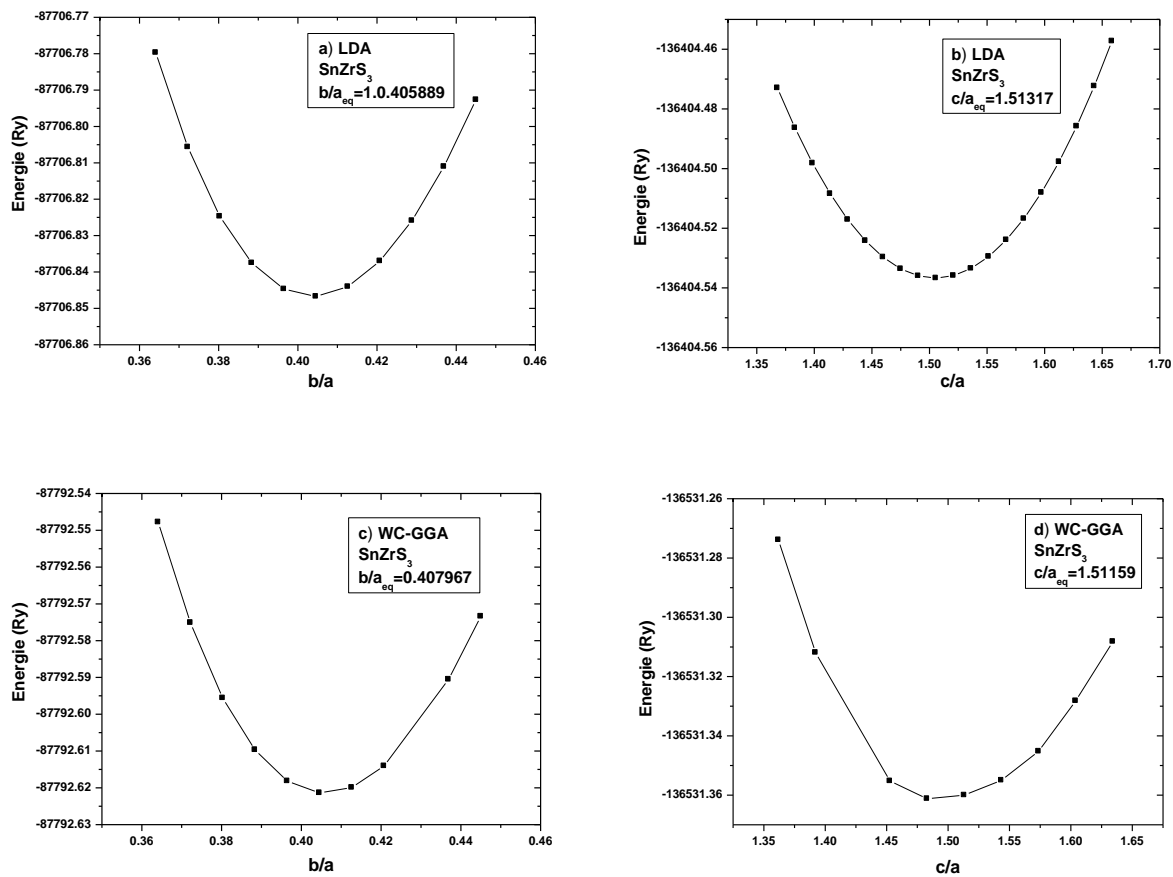 -87706.77
-87706.78
-87706.79
-87706.80
-87706.81
-87706.82
-87706.83
-87706.84
-87706.85
-87706.86
Energie (Ry)
a) LDA
SnZrS3
b/aeq=1.0.405889
0.36 0.38 0.40 0.42 0.44 0.46
b/a
-136404.46
-136404.48
-136404.50
-136404.52
-136404.54
-136404.56
Energie (Ry)
b) LDA
SnZrS3
c/aeq=1.51317
1.35 1.40 1.45 1.50 1.55 1.60 1.65 1.70
c/a
-87792.54
-87792.55
-87792.56
-87792.57
-87792.58
-87792.59
-87792.60
-87792.61
-87792.62
-87792.63
Energie (Ry)
c) WC-GGA
SnZrS3
b/aeq=0.407967
0.36 0.38 0.40 0.42 0.44 0.46
b/a
-136531.26
-136531.28
-136531.30
-136531.32
-136531.34
-136531.36
Energie (Ry)
d) WC-GGA
SnZrS3
c/aeq=1.51159
1.35 1.40 1.45 1.50 1.55 1.60 1.65
c/a